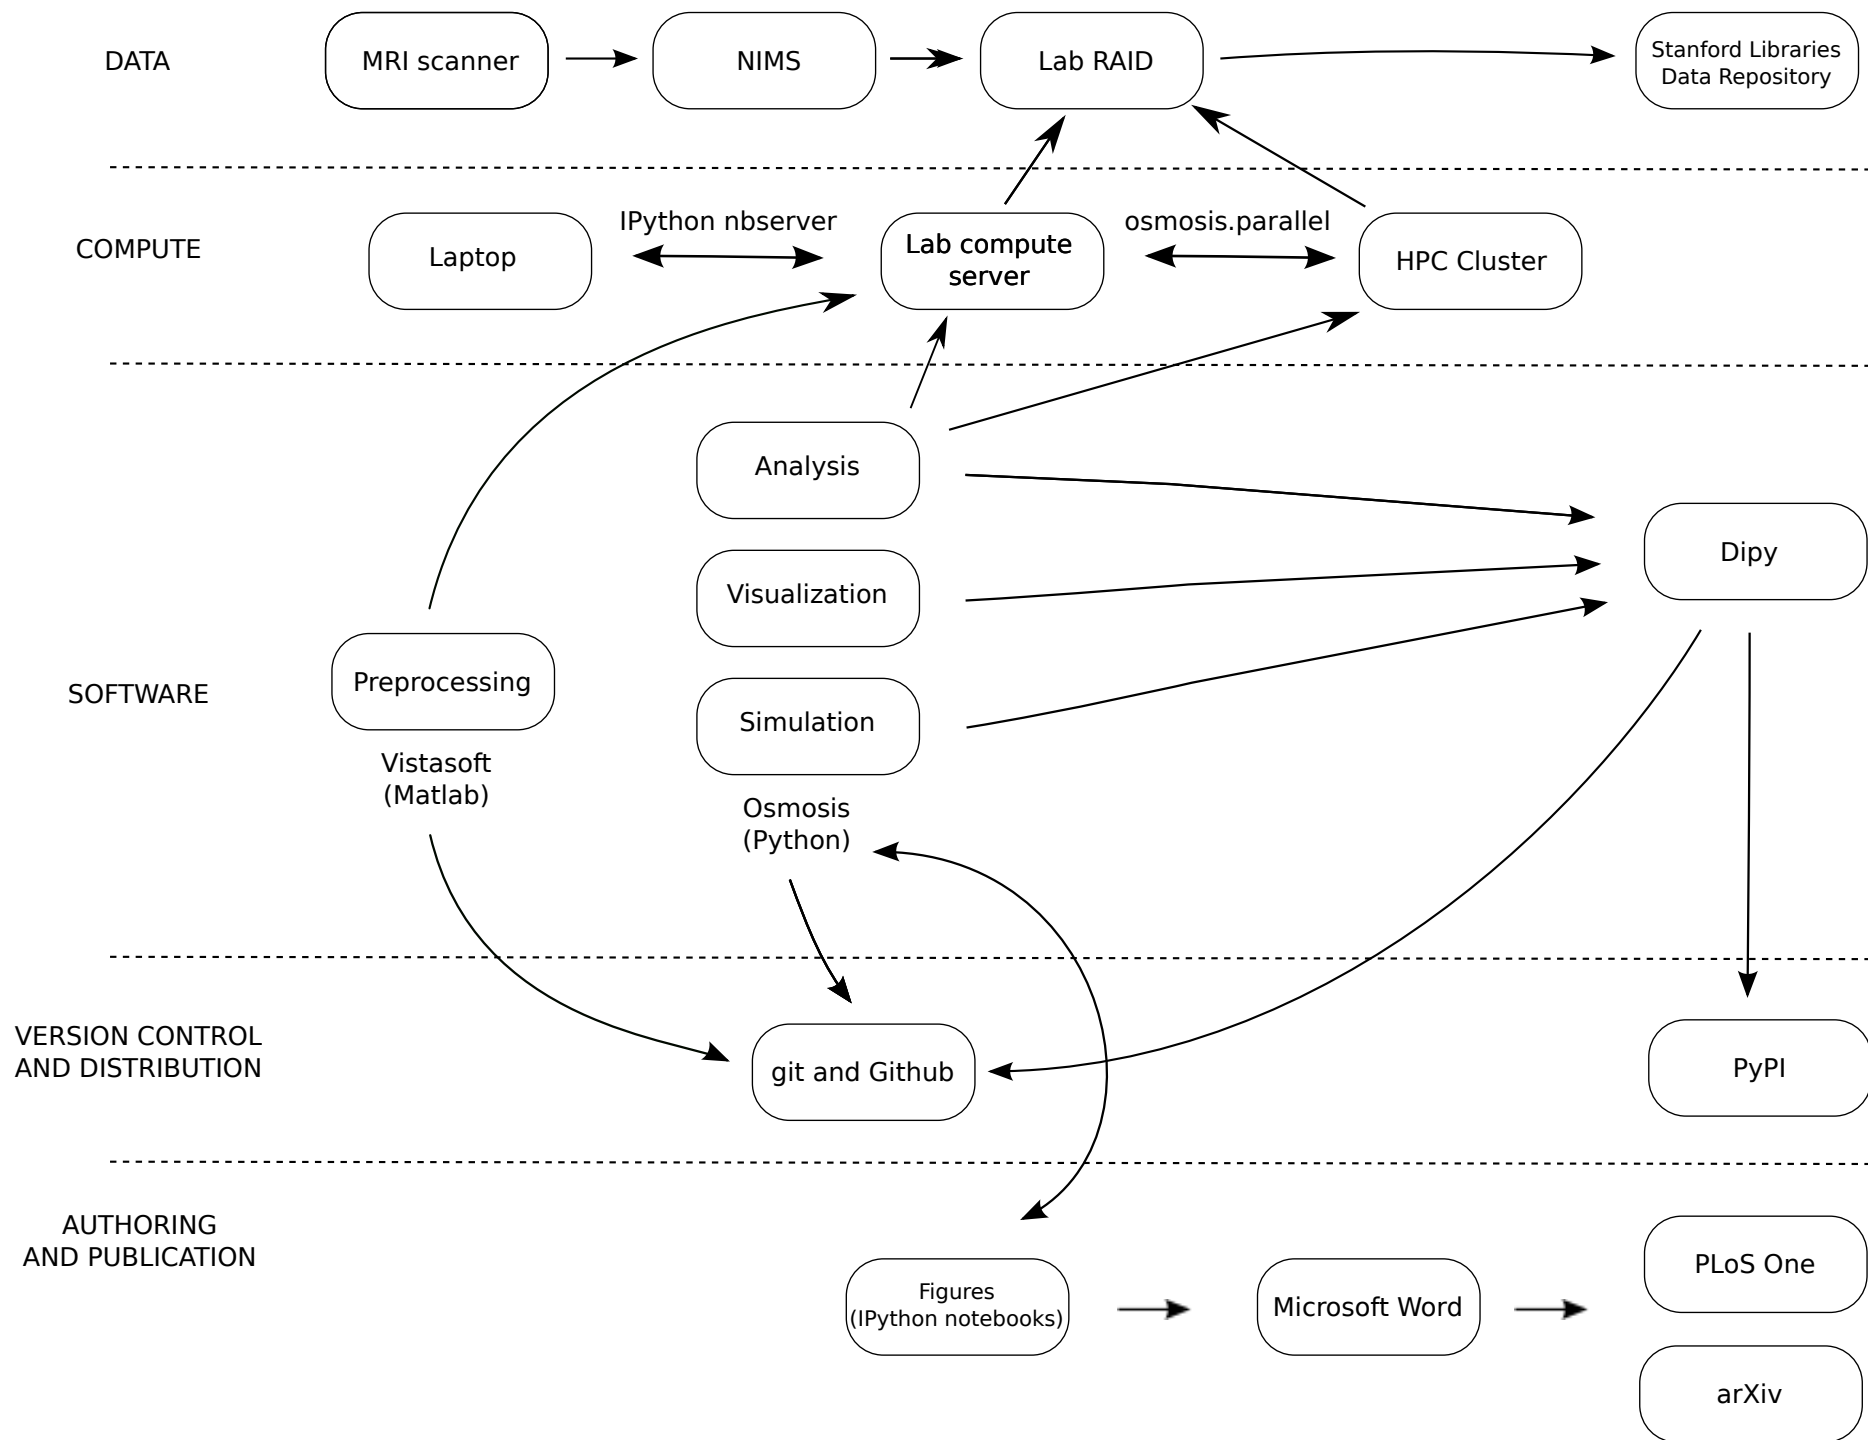 DATA
MRI scanner
NIMS
Lab RAID
Stanford Libraries
Data Repository
COMPUTE
Laptop
IPython nbserver
Lab compute
server
osmosis.parallel
HPC Cluster
SOFTWARE
Preprocessing
Vistasoft
(Matlab)
Analysis
Visualization
Simulation
Osmosis
(Python)
Dipy
VERSION CONTROL
AND DISTRIBUTION
git and Github
PyPI
AUTHORING
AND PUBLICATION
Figures
(IPython notebooks)
Microsoft Word
PLoS One
arXiv